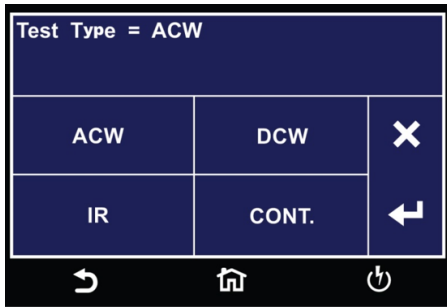 Test Type = ACW
ACW
DCW
IR
CONT.